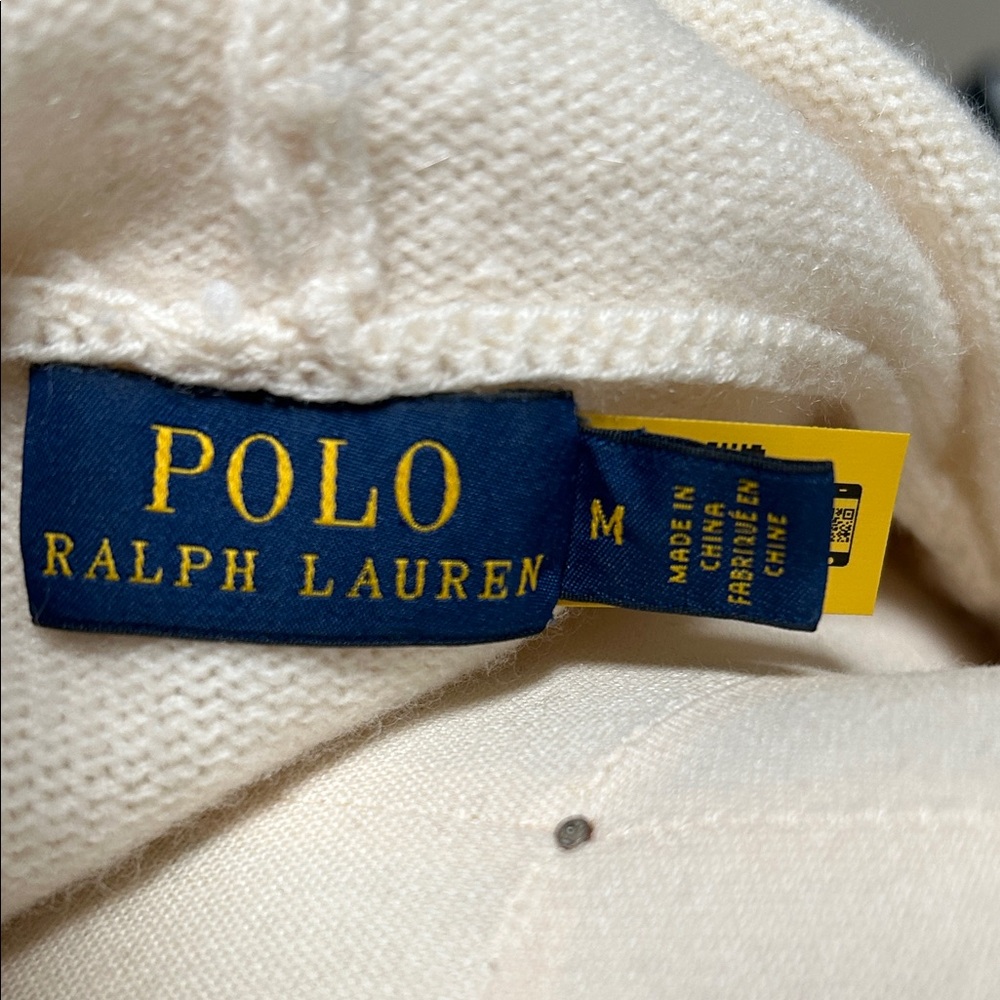 POLO
RALPH LAUREN
M
MADE IN
CHINA
FABRIQUÉ EN
CHINE